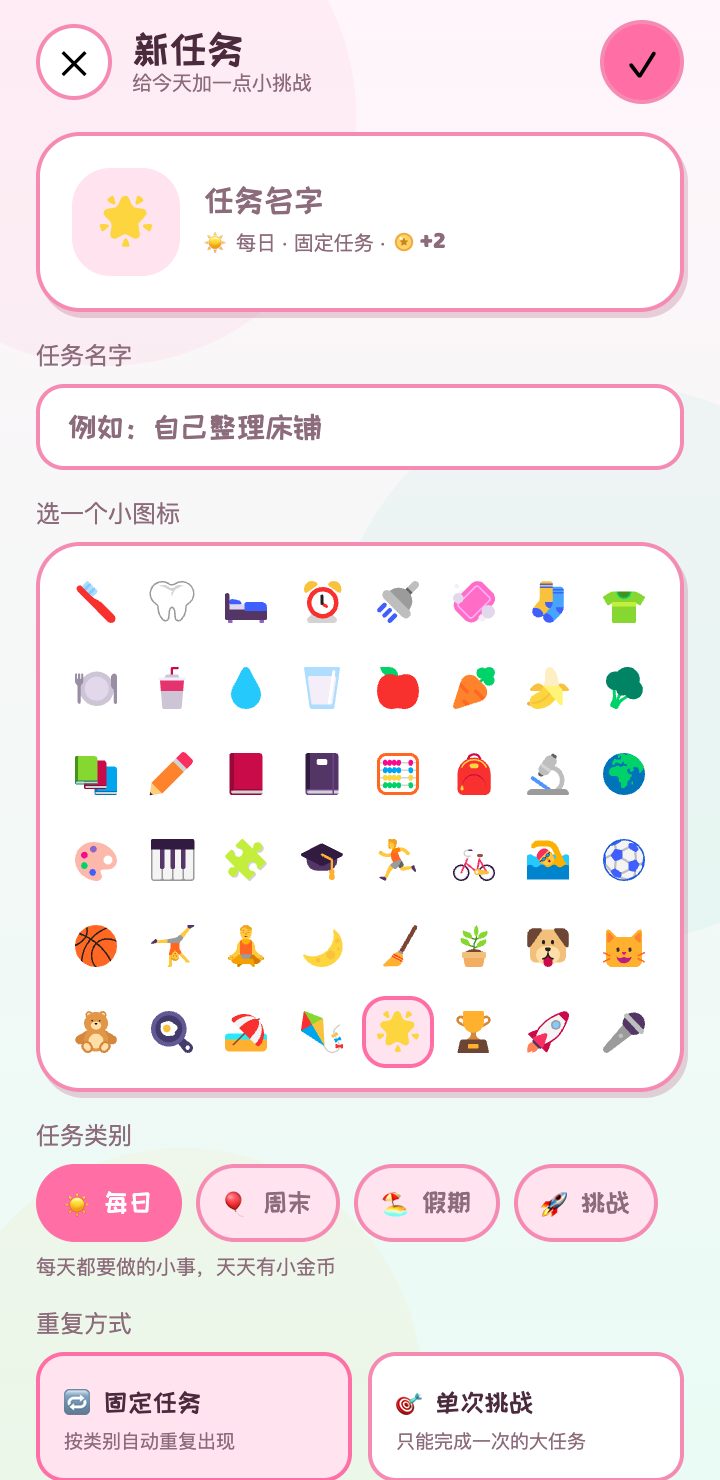 新任务
给今天加一点小挑战
任务名字
每日 · 固定任务 · +2
任务名字
例如：自己整理床铺
选一个小图标
任务类别
每日 周末 假期 挑战
每天都要做的小事，天天有小金币
重复方式
固定任务 单次挑战
按类别自动重复出现 只能完成一次的大任务